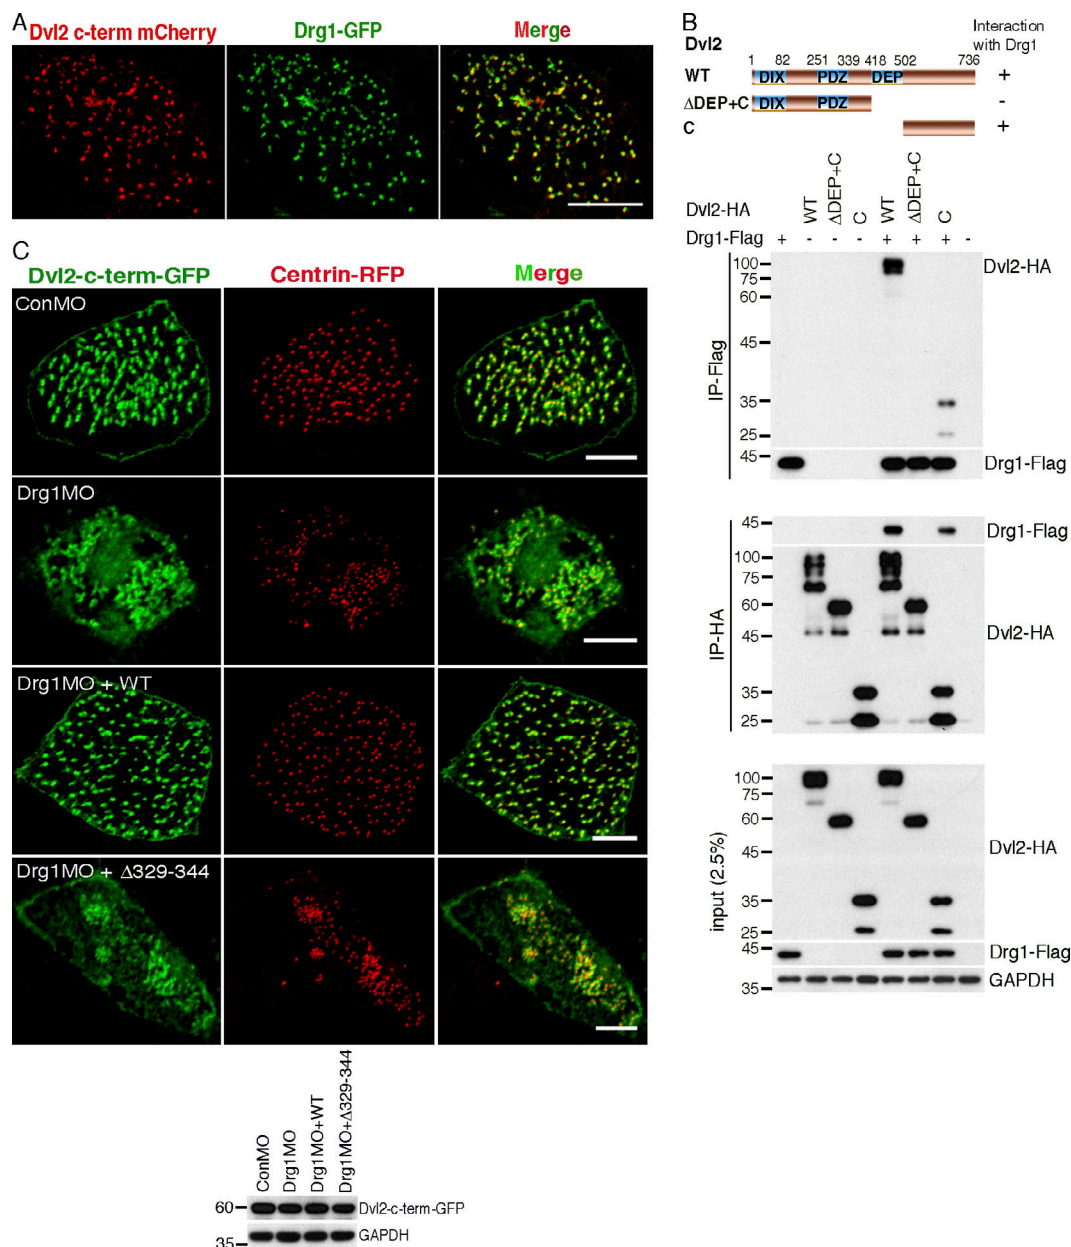 A
Dvl2 c-term mCherry
Drg1-GFP
Merge
B
Dvl2
Interaction
with Drg1
1 82 251 339 418 502 736
WT DIX PDZ DEP +
ΔDEP+C DIX PDZ -
C +
Dvl2-HA WT ΔDEP+C C WT ΔDEP+C C
Drg1-Flag + - - - + + + -
IP-Flag
100
75
60
45
35
25
Dvl2-HA
45
Drg1-Flag
IP-HA
45
Drg1-Flag
100
75
60
45
35
25
Dvl2-HA
input (2.5%)
100
75
60
45
35
25
Dvl2-HA
45
Drg1-Flag
35
GAPDH
C
Dvl2-c-term-GFP
Centrin-RFP
Merge
ConMO
Drg1MO
Drg1MO + WT
Drg1MO + Δ329-344
ConMO
Drg1MO
Drg1MO+WT
Drg1MO+Δ329-344
60
Dvl2-c-term-GFP
35
GAPDH